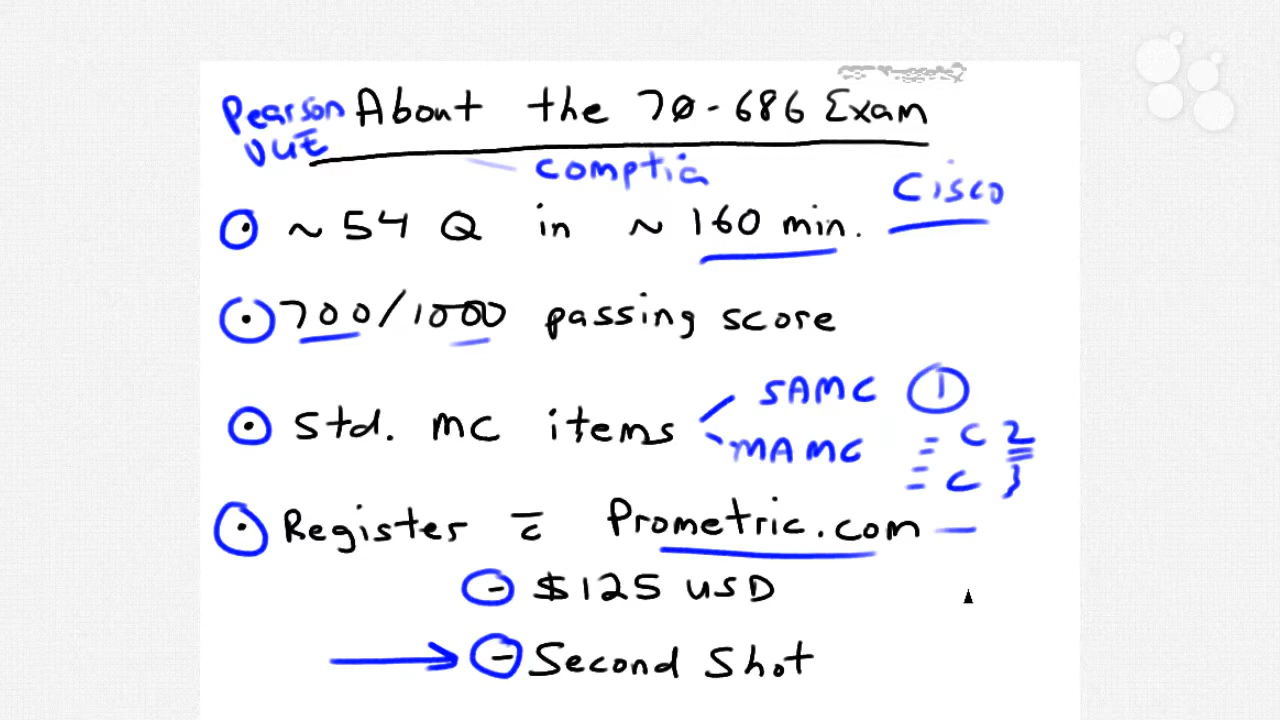 Pearson About the 70-686 Exam
VUE
comptia
Cisco
~ 54 Q in ~ 160 min.
700/1000 passing score
SAMC 1
Std. MC items
MAMC
C 2
C 3
Register c̅ Prometric.com
- $125 USD
- Second Shot